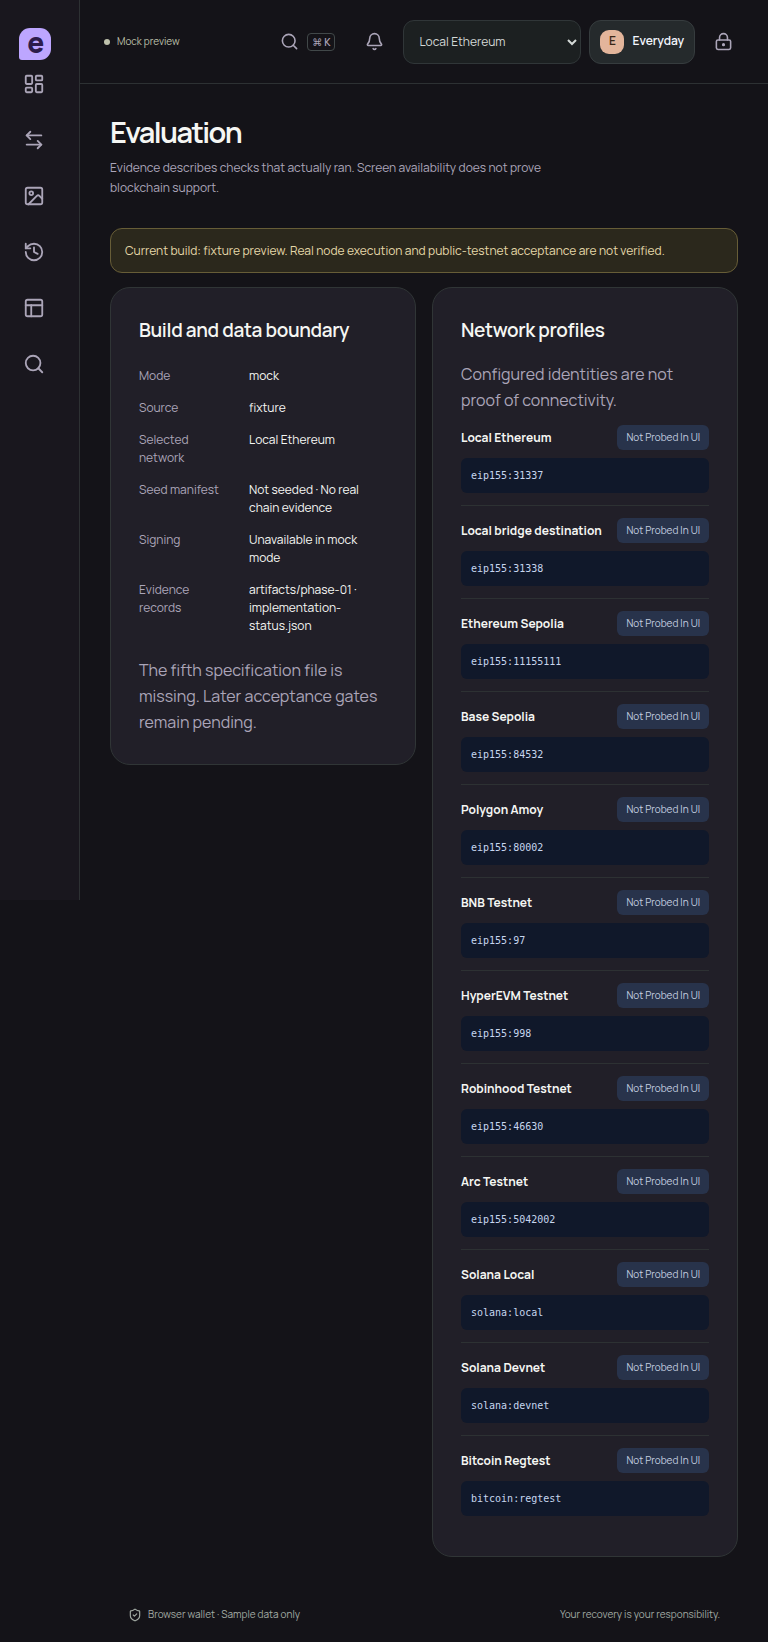 e
Mock preview
⌘ K
Local Ethereum
E
Everyday
Evaluation
Evidence describes checks that actually ran. Screen availability does not prove
blockchain support.
Current build: fixture preview. Real node execution and public-testnet acceptance are not verified.
Build and data boundary
Mode
mock
Source
fixture
Selected
network
Local Ethereum
Seed manifest
Not seeded · No real
chain evidence
Signing
Unavailable in mock
mode
Evidence
records
artifacts/phase-01 ·
implementation-
status.json
The fifth specification file is
missing. Later acceptance gates
remain pending.
Network profiles
Configured identities are not
proof of connectivity.
Local Ethereum
Not Probed In UI
eip155:31337
Local bridge destination
Not Probed In UI
eip155:31338
Ethereum Sepolia
Not Probed In UI
eip155:11155111
Base Sepolia
Not Probed In UI
eip155:84532
Polygon Amoy
Not Probed In UI
eip155:80002
BNB Testnet
Not Probed In UI
eip155:97
HyperEVM Testnet
Not Probed In UI
eip155:998
Robinhood Testnet
Not Probed In UI
eip155:46630
Arc Testnet
Not Probed In UI
eip155:5042002
Solana Local
Not Probed In UI
solana:local
Solana Devnet
Not Probed In UI
solana:devnet
Bitcoin Regtest
Not Probed In UI
bitcoin:regtest
Browser wallet · Sample data only
Your recovery is your responsibility.